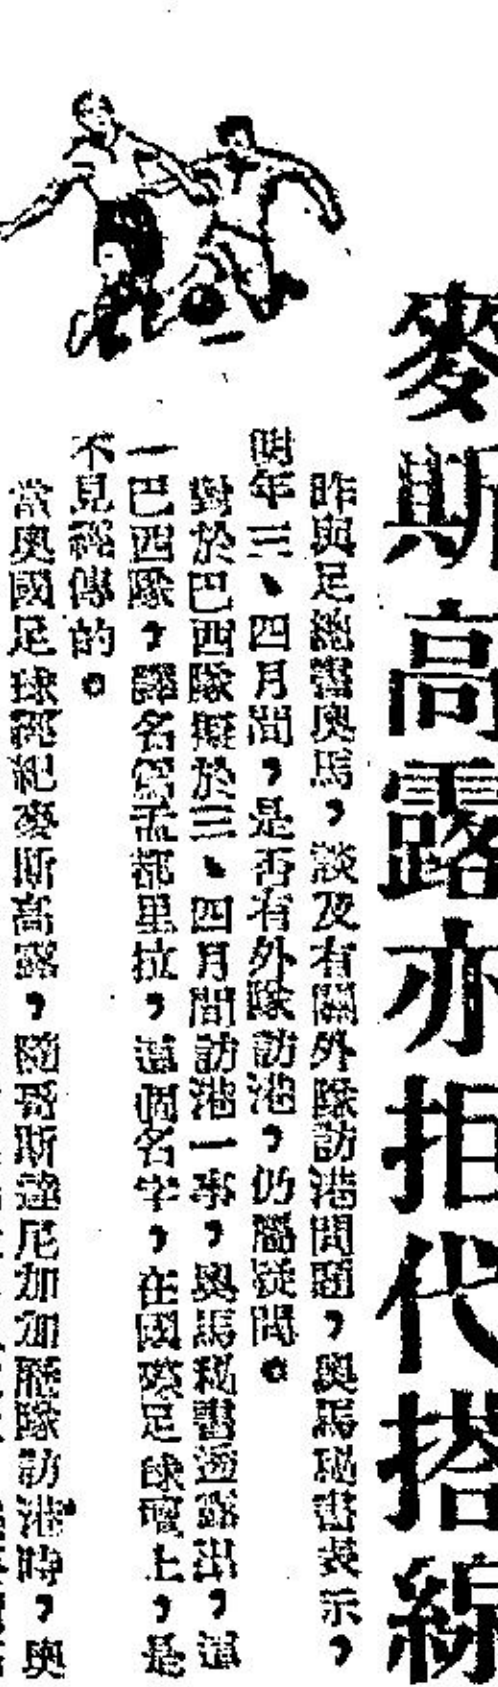 麥斯高露亦拒代搭線
昨與足總書奧馬，談及有關外隊訪港問題，奧馬秘書表示，
明年三、四月間，是否有外隊訪港，仍屬疑問。
對於巴西隊擬於三、四月間訪港一事，奧馬秘書透露出，這
一巴西隊，譯名為孟都里拉，這個名字，在國際足球壇上，是
不見經傳的。
當奧國足球經紀麥斯高露，隨哥斯達尼加加隊訪港時，奧